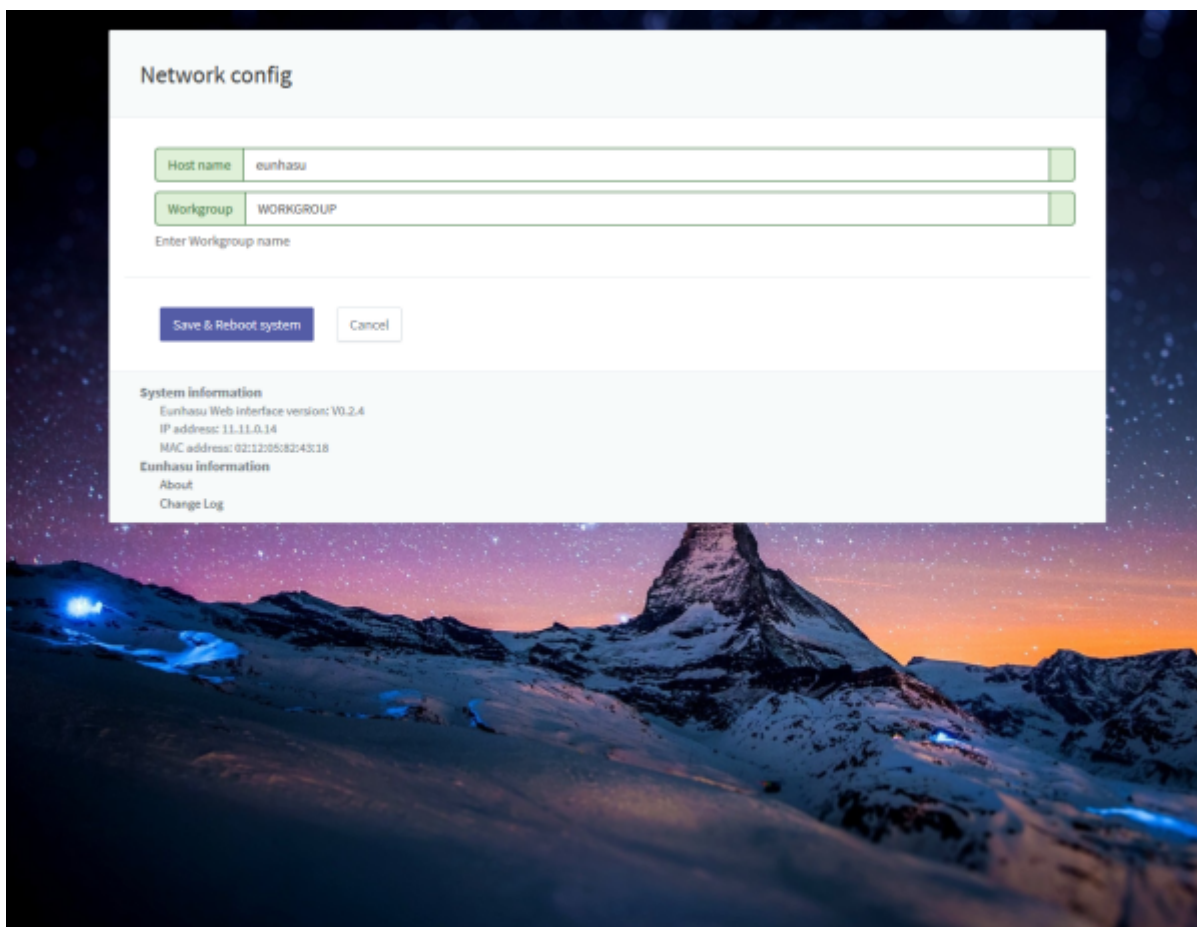 Network config
Host name eunhasu
Workgroup WORKGROUP
Enter Workgroup name
Save & Reboot system Cancel
System information
Eunhasu Web interface version: V0.2.4
IP address: 11.11.0.14
MAC address: 02:12:05:82:43:18
Eunhasu information
About
Change Log